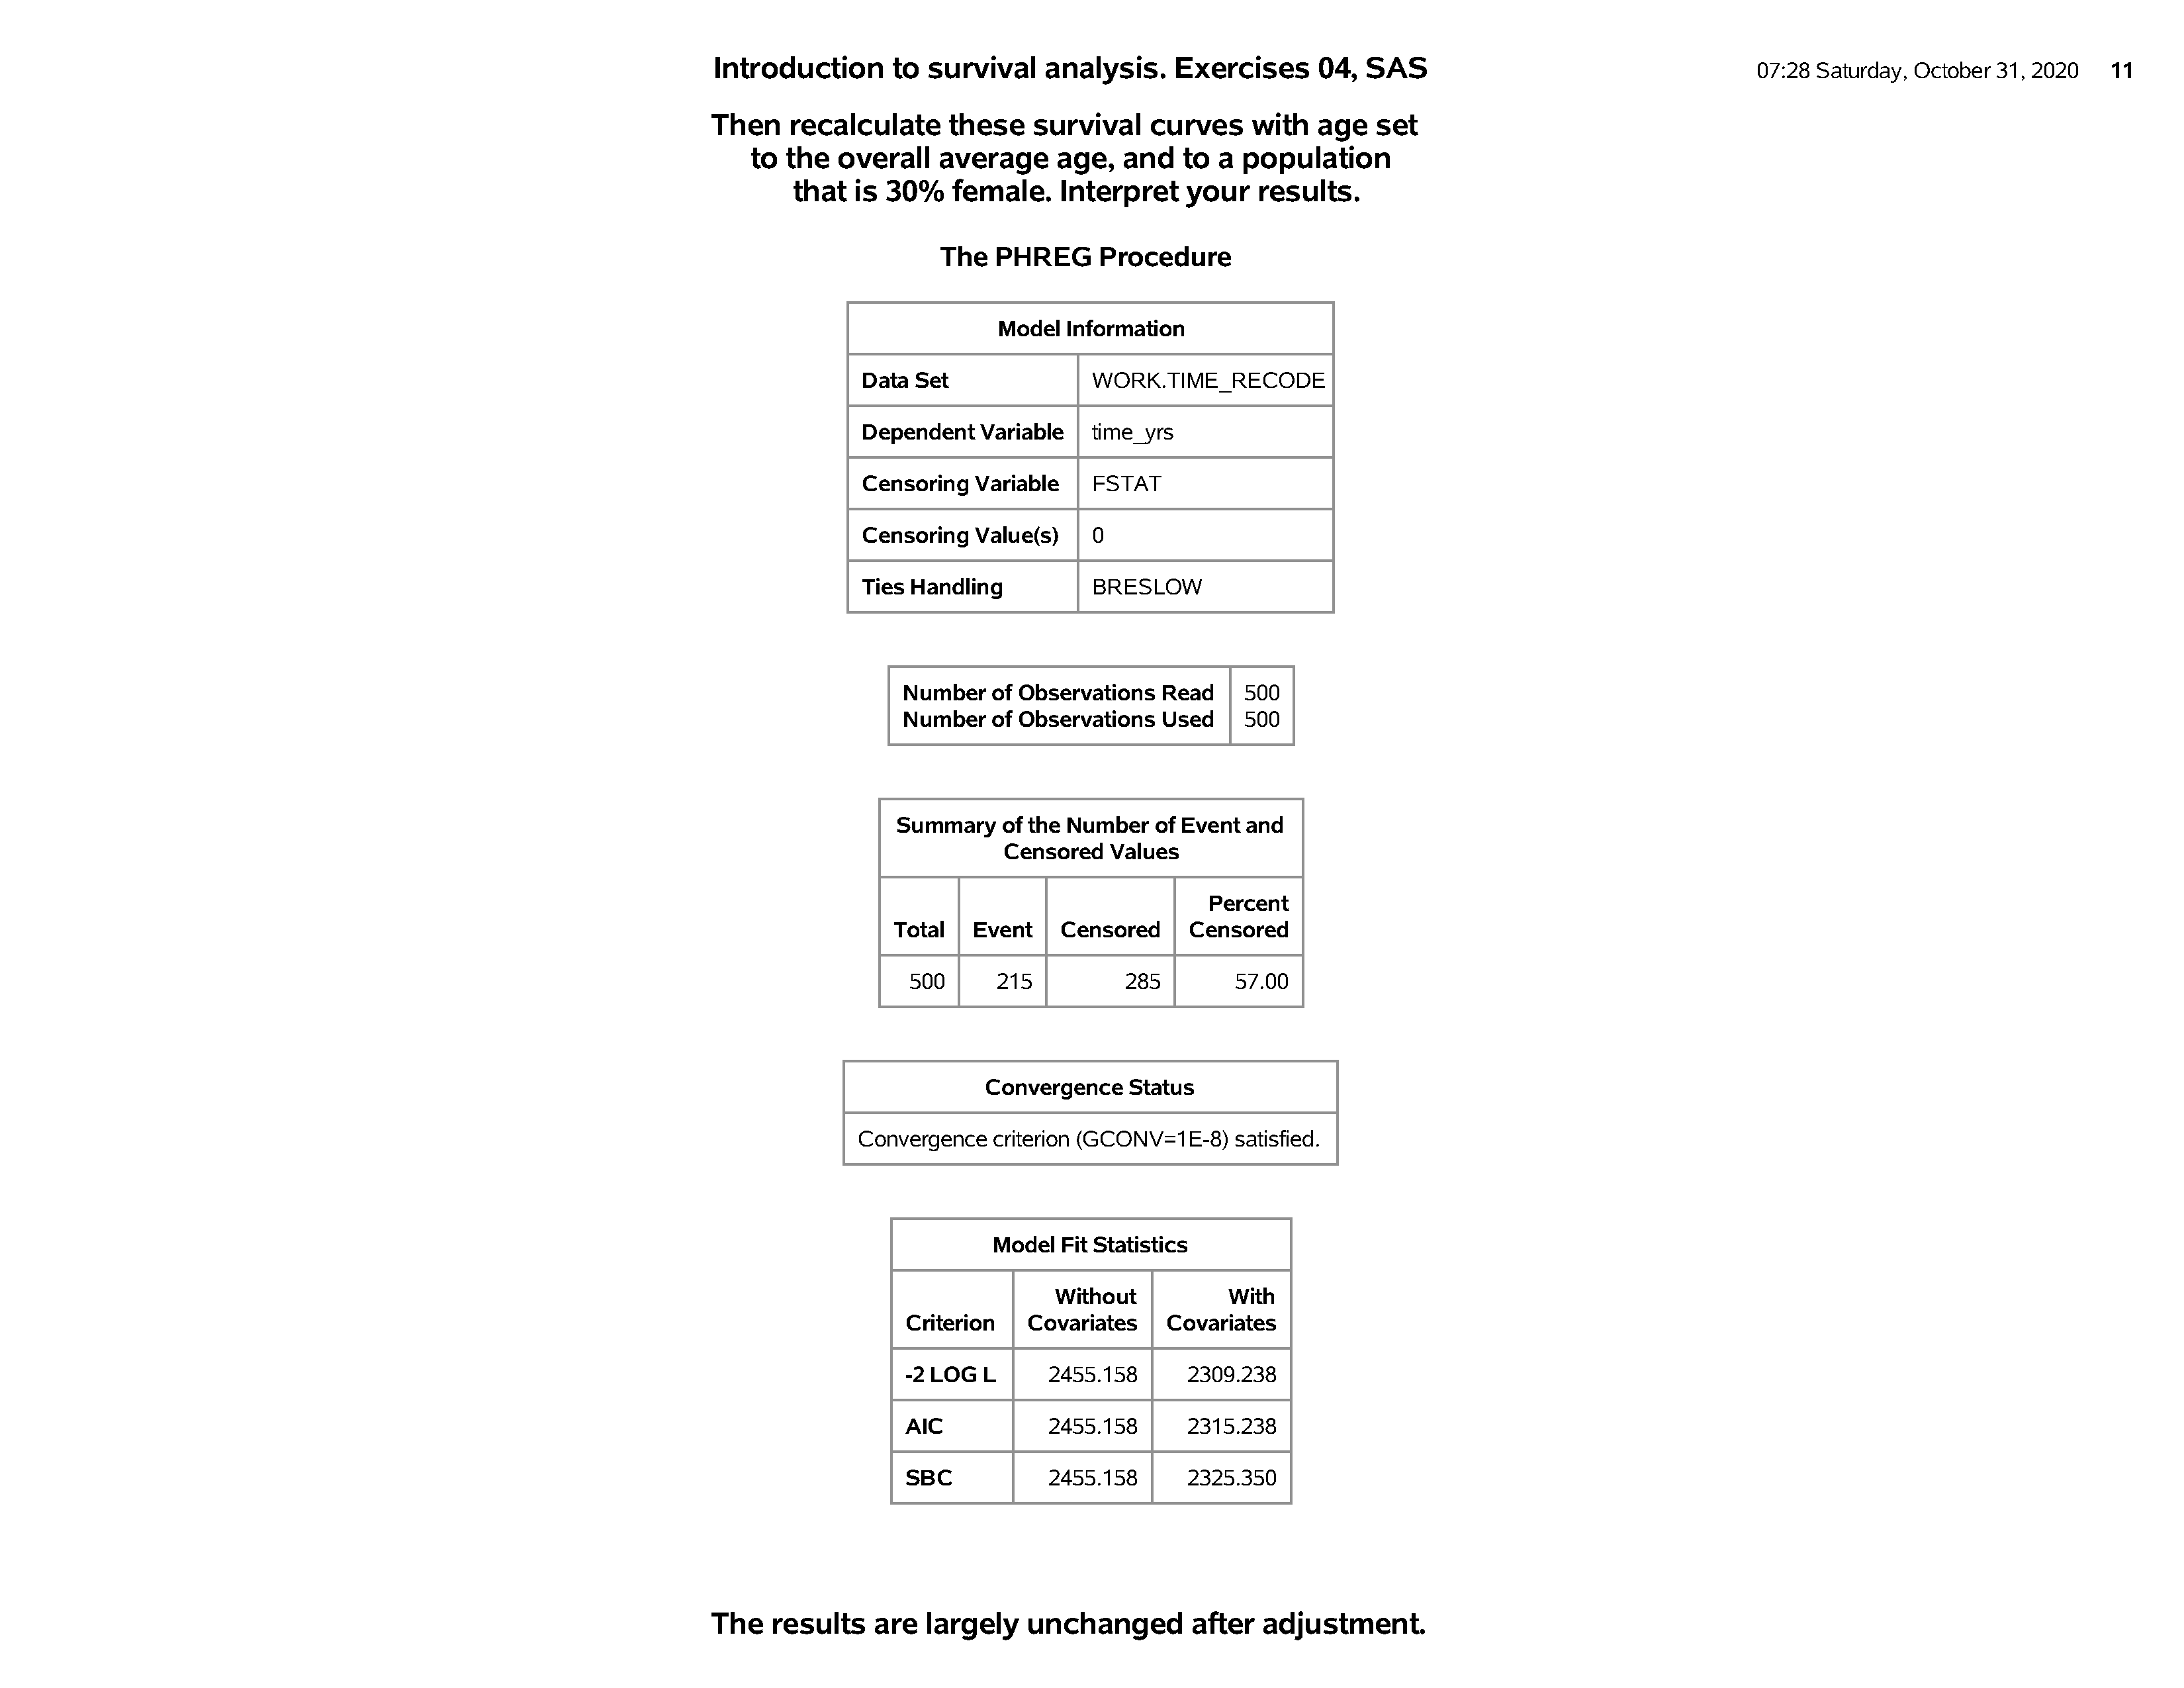 Introduction to survival analysis. Exercises 04, SAS
07:28 Saturday, October 31, 2020 11
Then recalculate these survival curves with age set
to the overall average age, and to a population
that is 30% female. Interpret your results.
The PHREG Procedure
Model Information
Data Set WORK.TIME_RECODE
Dependent Variable time_yrs
Censoring Variable FSTAT
Censoring Value(s) 0
Ties Handling BRESLOW
Number of Observations Read 500
Number of Observations Used 500
Summary of the Number of Event and
Censored Values
Percent
Total Event Censored Censored
500 215 285 57.00
Convergence Status
Convergence criterion (GCONV=1E-8) satisfied.
Model Fit Statistics
Without With
Criterion Covariates Covariates
-2 LOG L 2455.158 2309.238
AIC 2455.158 2315.238
SBC 2455.158 2325.350
The results are largely unchanged after adjustment.